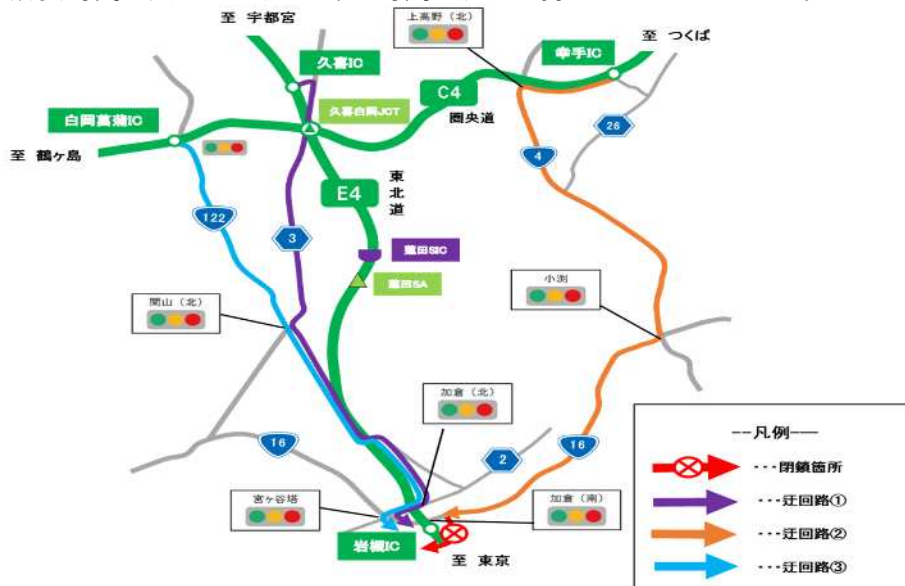 至 宇都宮
上高野（北）
至 つくば
久喜IC
幸手IC
C4
圏央道
久喜白岡JCT
白岡菖蒲IC
至 鶴ヶ島
26
4
東北道
E4
122
3
蓮田SIC
蓮田SA
小渕
関山（北）
加倉（北）
16
2
16
宮ヶ谷塔
加倉（南）
岩槻IC
至 東京
---凡例---
・・・閉鎖箇所
・・・迂回路①
・・・迂回路②
・・・迂回路③